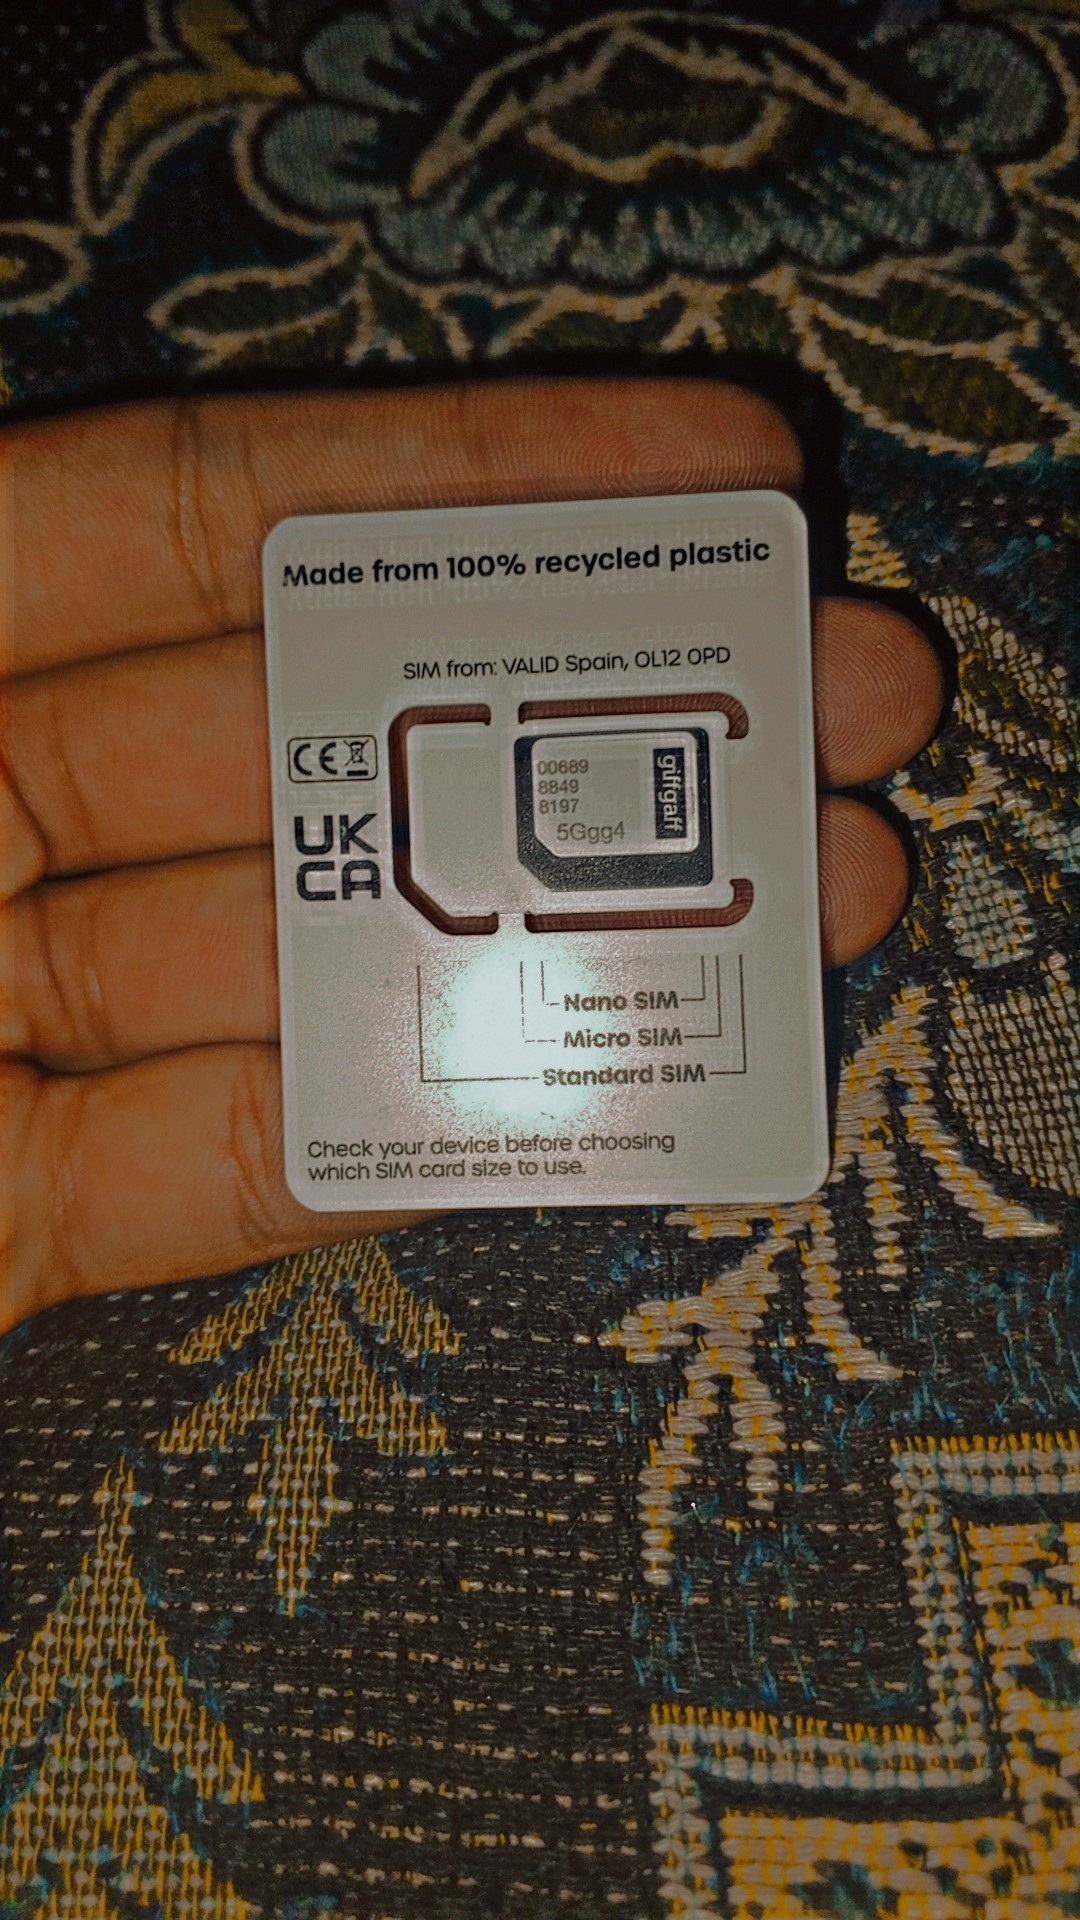 Made from 100% recycled plastic
SIM from: VALID Spain, OL12 0PD
CE
UK
CA
00689
8849
8197
5Ggg4
giffgaff
Nano SIM
Micro SIM
Standard SIM
Check your device before choosing
which SIM card size to use.